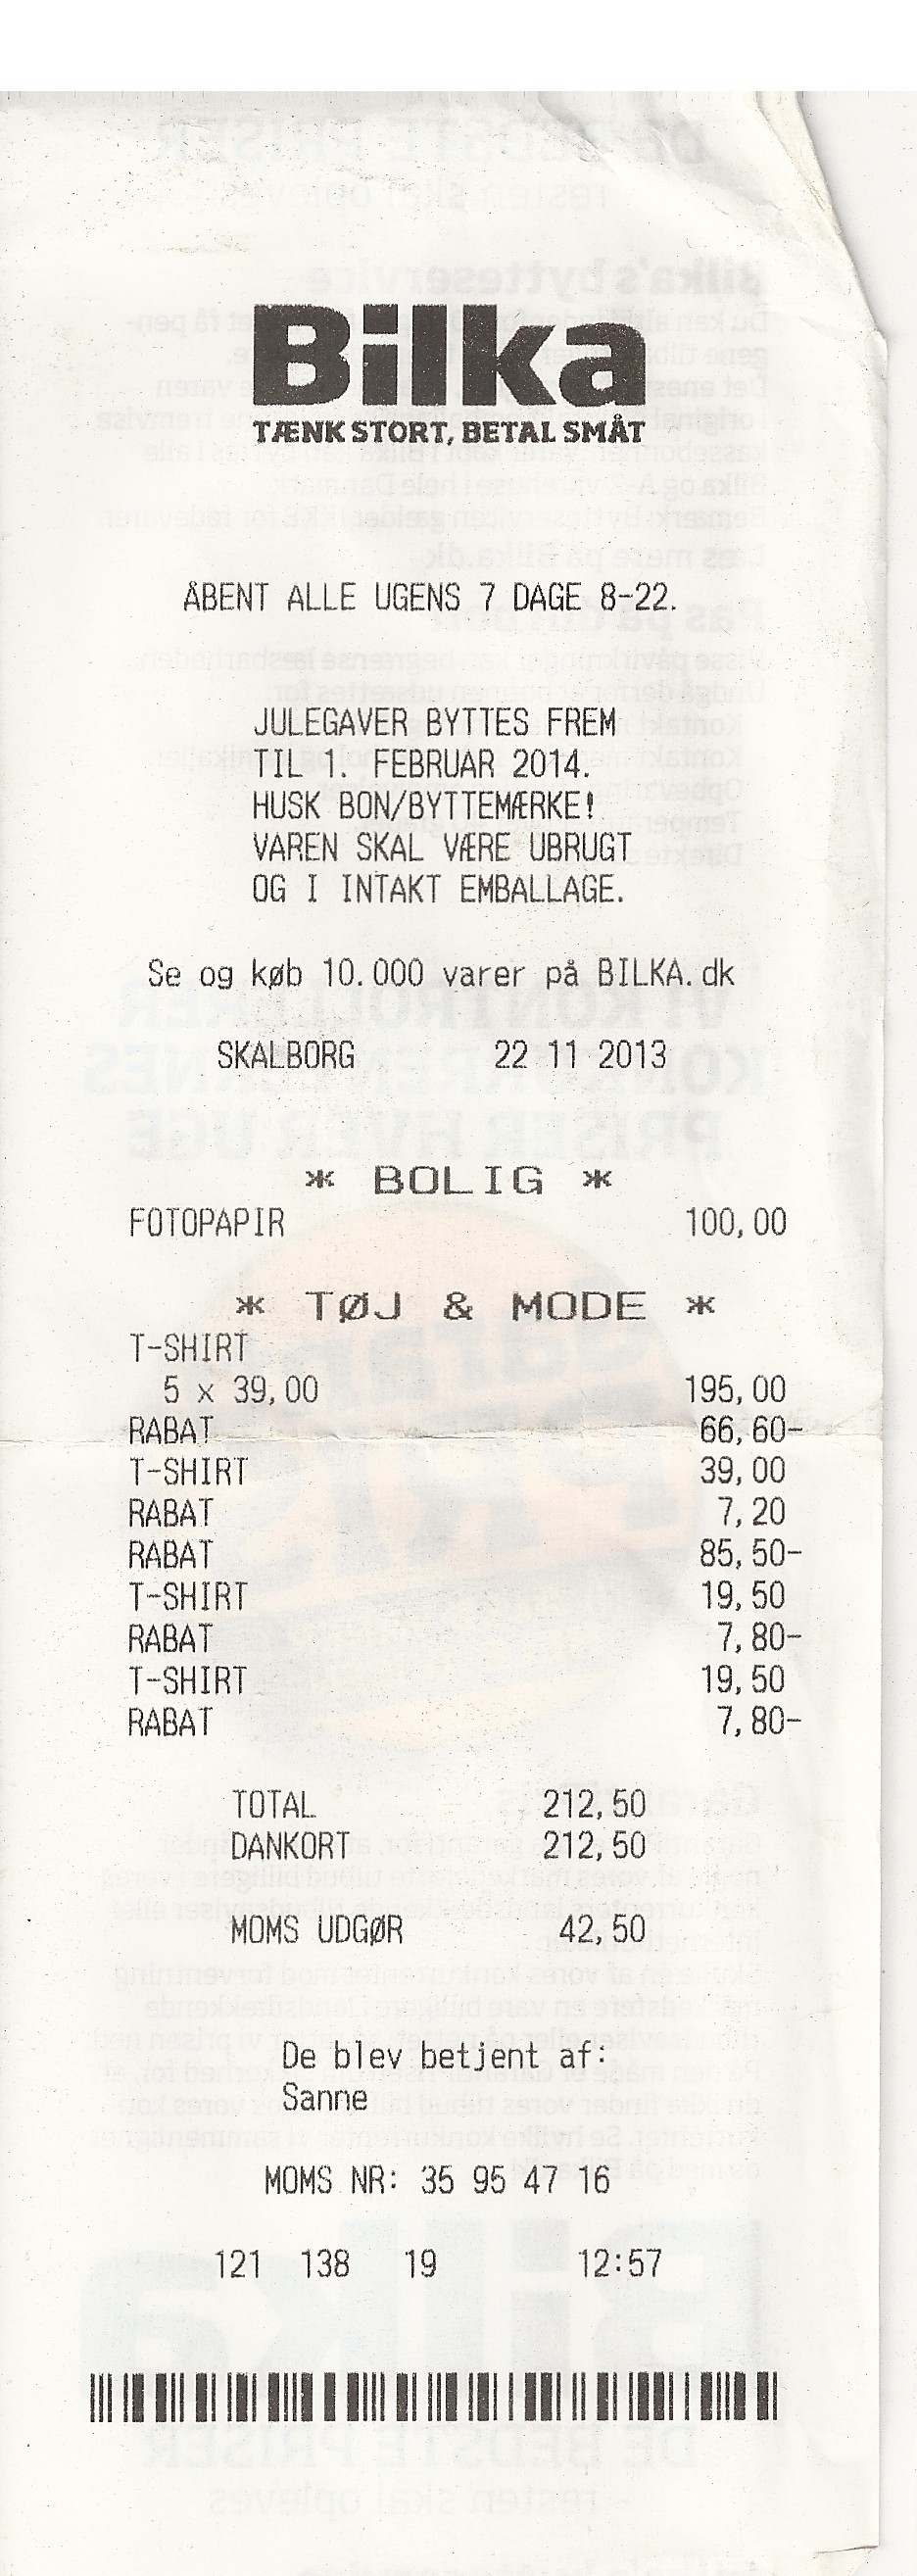 Bilka
TÆNK STORT, BETAL SMÅT
ÅBENT ALLE UGENS 7 DAGE 8-22.
JULEGAVER BYTTES FREM
TIL 1. FEBRUAR 2014.
HUSK BON/BYTTEMÆRKE!
VAREN SKAL VÆRE UBRUGT
OG I INTAKT EMBALLAGE.
Se og køb 10.000 varer på BILKA.dk
SKALBORG 22 11 2013
* BOLIG *
FOTOPAPIR 100,00
* TØJ & MODE *
T-SHIRT
5 x 39,00 195,00
RABAT 66,60-
T-SHIRT 39,00
RABAT 7,20
RABAT 85,50-
T-SHIRT 19,50
RABAT 7,80-
T-SHIRT 19,50
RABAT 7,80-
TOTAL 212,50
DANKORT 212,50
MOMS UDGØR 42,50
De blev betjent af:
Sanne
MOMS NR: 35 95 47 16
121 138 19 12:57